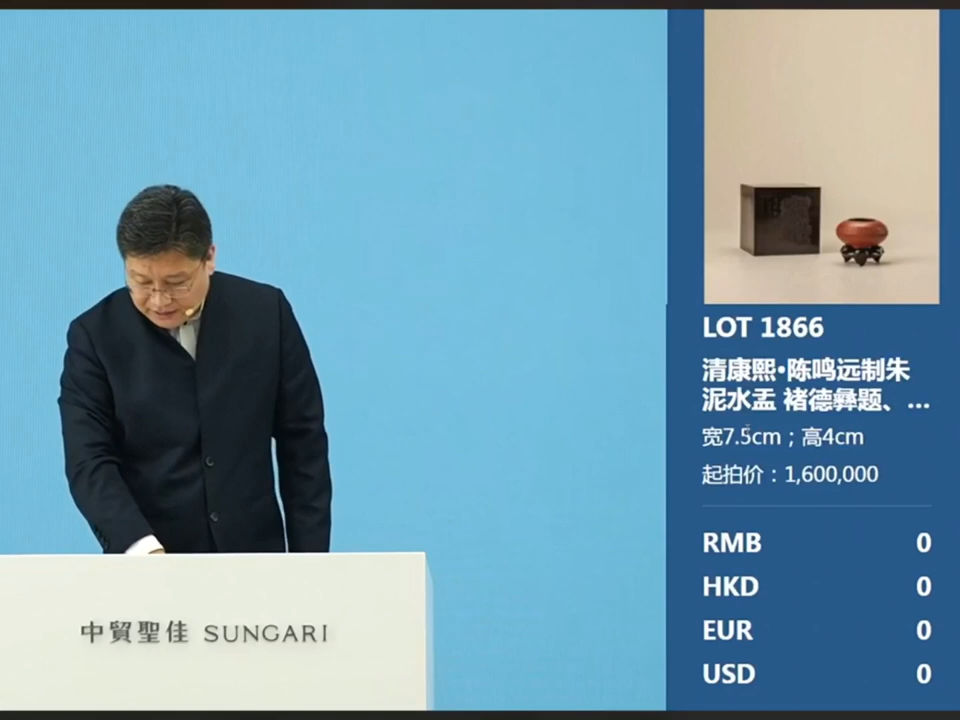 LOT 1866
清康熙•陈鸣远制朱
泥水盂 褚德彝题、...
宽7.5cm；高4cm
起拍价：1,600,000
RMB 0
HKD 0
EUR 0
USD 0
中貿聖佳 SUNGARI